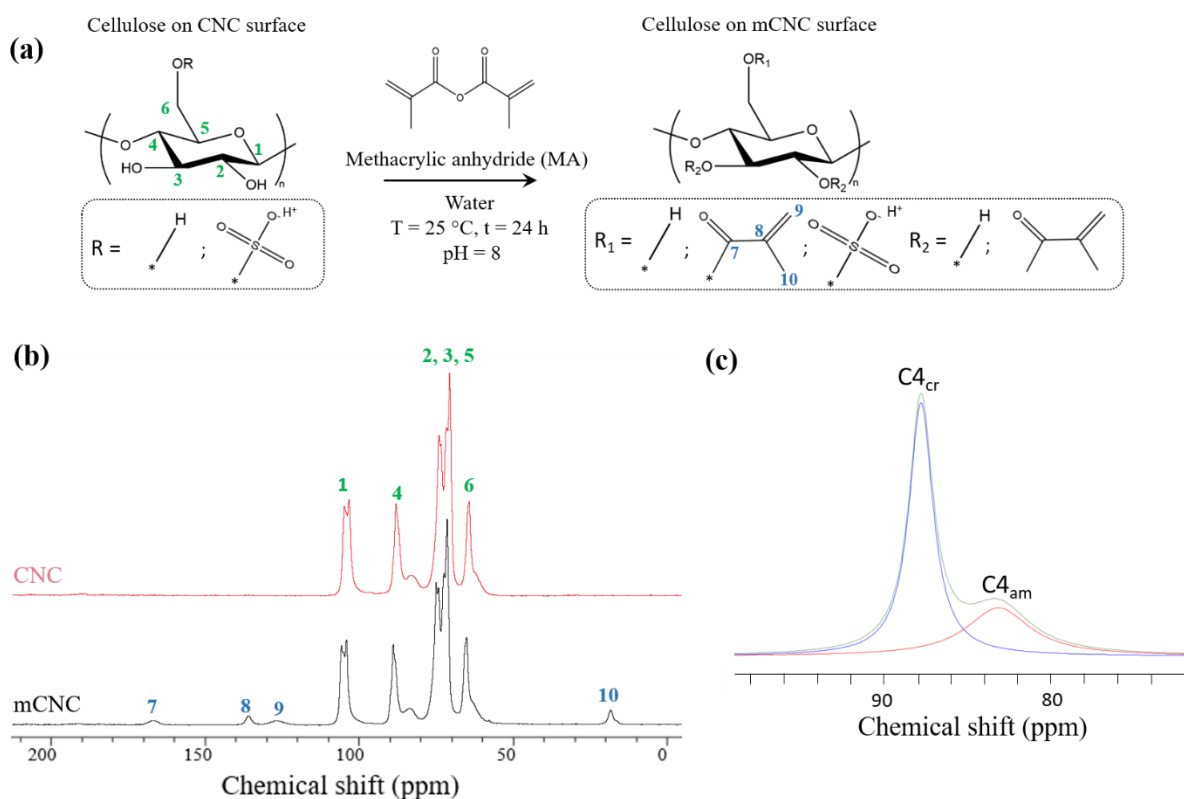 Cellulose on CNC surface
Cellulose on mCNC surface
(a)
OR
6
5
O
O
4
1
HO
3
2
OH
n
O O
O
Methacrylic anhydride (MA)
Water
T = 25 °C, t = 24 h
pH = 8
OR1
O
O
R2O
OR2
n
R = H * ; O- H+ O S O *
R1 = H * ; O 7 8 9 10 * ; O- H+ O S O * R2 = H * ; O
(b)
2, 3, 5
1
4
6
CNC
mCNC
7
8
9
10
200 150 100 50 0
Chemical shift (ppm)
(c)
C4cr
C4am
90 80
Chemical shift (ppm)